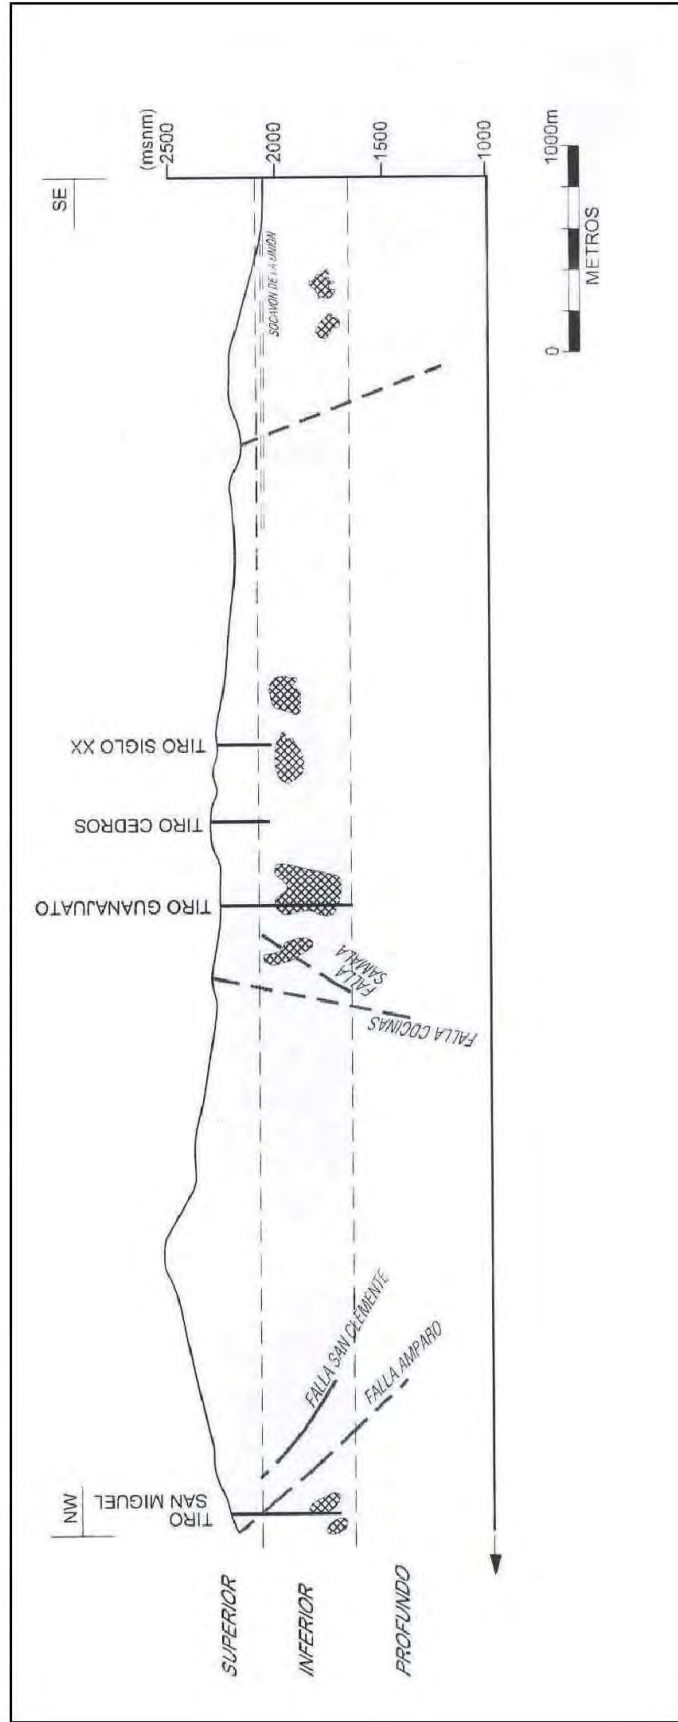 NW
SE
TIRO
SAN MIGUEL
TIRO GUANAJUATO
TIRO CEDROS
TIRO SIGLO XX
(msnm)
2500
2000
1500
1000
SUPERIOR
INFERIOR
PROFUNDO
FALLA SAN CLEMENTE
FALLA AMPARO
FALLA COCINAS
FALLA
SAMALA
SOCAVON DE LA UNION
0
1000m
METROS